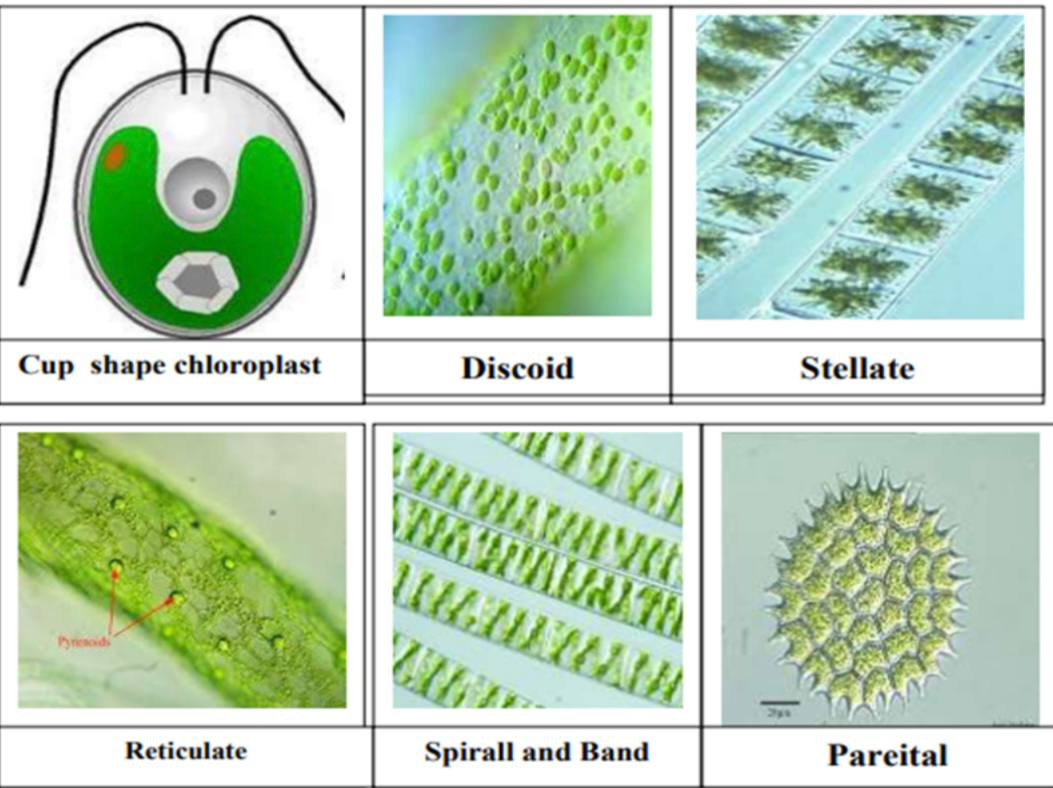 Cup shape chloroplast
Discoid
Stellate
Pyrenoids
Reticulate
Spirall and Band
Pareital